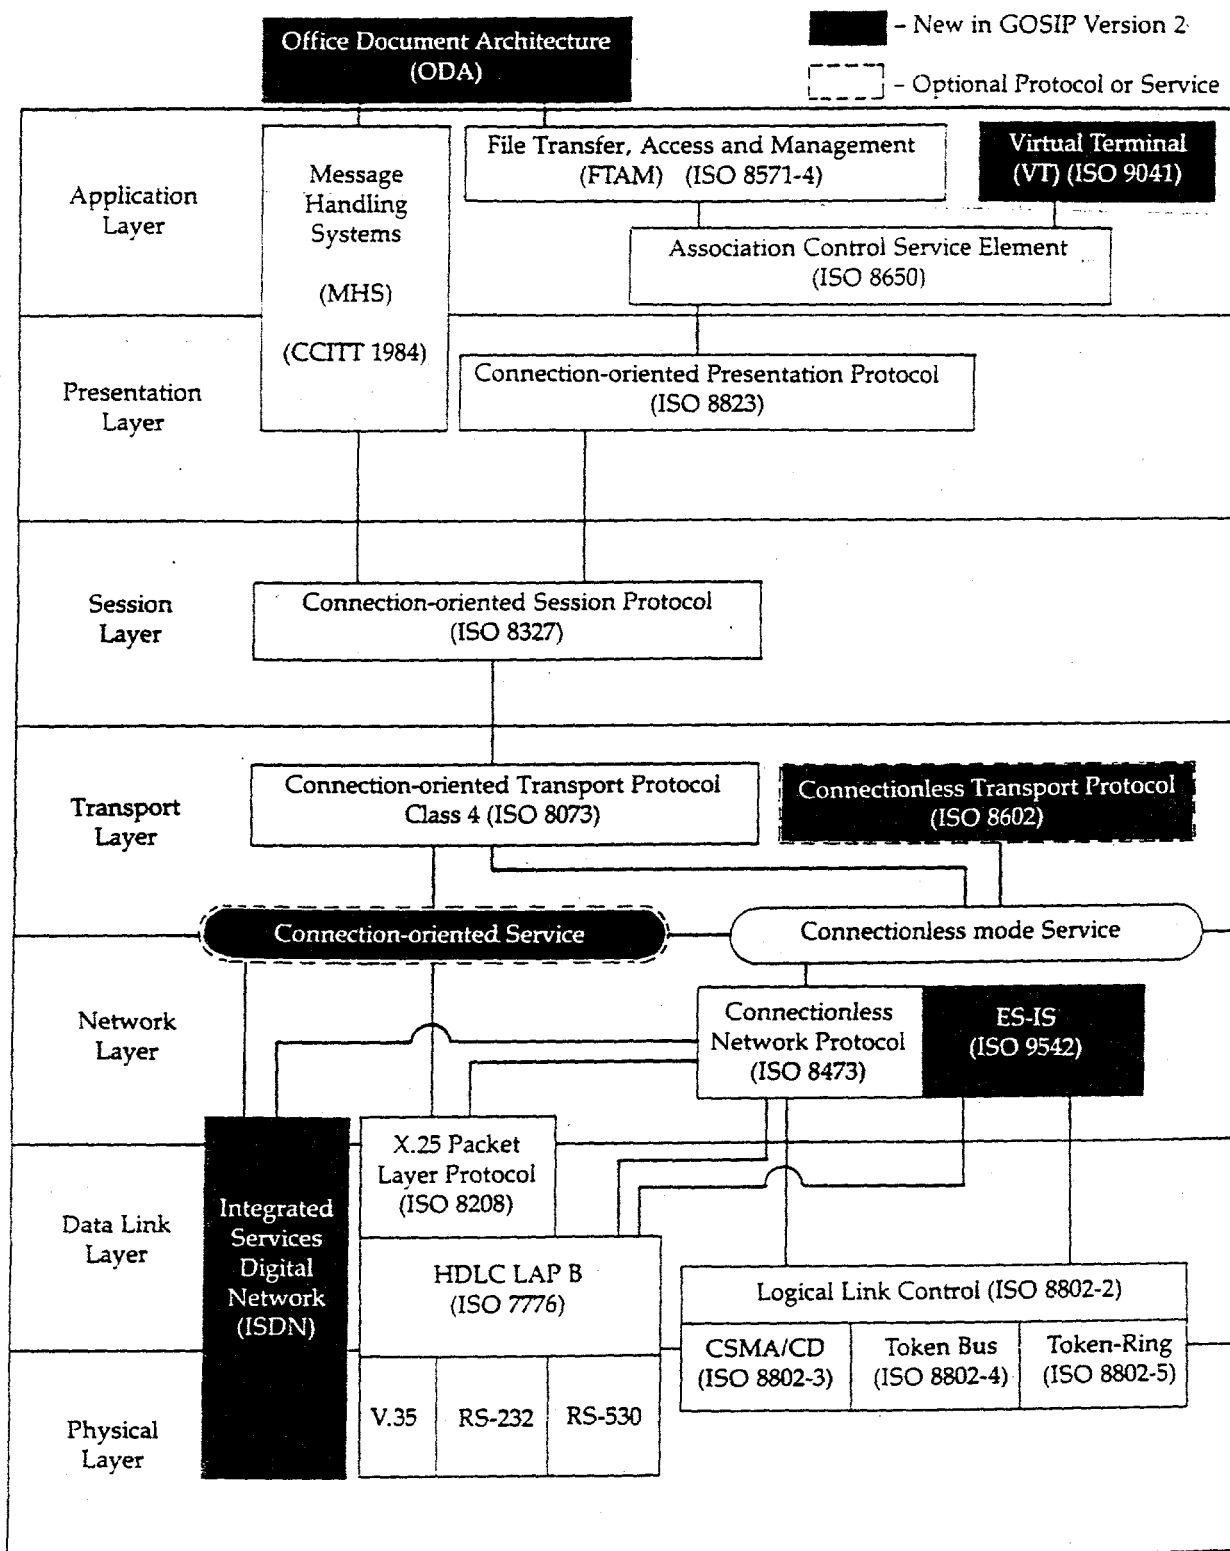 Office Document Architecture
(ODA)
– New in GOSIP Version 2
– Optional Protocol or Service
Application
Layer
Message
Handling
Systems
(MHS)
(CCITT 1984)
File Transfer, Access and Management
(FTAM) (ISO 8571-4)
Virtual Terminal
(VT) (ISO 9041)
Association Control Service Element
(ISO 8650)
Presentation
Layer
Connection-oriented Presentation Protocol
(ISO 8823)
Session
Layer
Connection-oriented Session Protocol
(ISO 8327)
Transport
Layer
Connection-oriented Transport Protocol
Class 4 (ISO 8073)
Connectionless Transport Protocol
(ISO 8602)
Connection-oriented Service
Connectionless mode Service
Network
Layer
Connectionless
Network Protocol
(ISO 8473)
ES-IS
(ISO 9542)
Data Link
Layer
Integrated
Services
Digital
Network
(ISDN)
X.25 Packet
Layer Protocol
(ISO 8208)
HDLC LAP B
(ISO 7776)
Logical Link Control (ISO 8802-2)
CSMA/CD
(ISO 8802-3)
Token Bus
(ISO 8802-4)
Token-Ring
(ISO 8802-5)
Physical
Layer
V.35
RS-232
RS-530